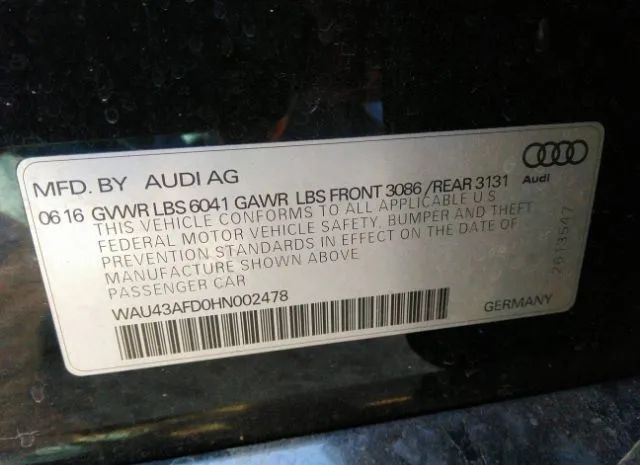 MFD. BY AUDI AG
Audi
0616 GVWR LBS 6041 GAWR LBS FRONT 3086 /REAR 3131
THIS VEHICLE CONFORMS TO ALL APPLICABLE U S
FEDERAL MOTOR VEHICLE SAFETY, BUMPER AND THEFT
PREVENTION STANDARDS IN EFFECT ON THE DATE OF
MANUFACTURE SHOWN ABOVE
PASSENGER CAR
WAU43AFD0HN002478
GERMANY
26T3547